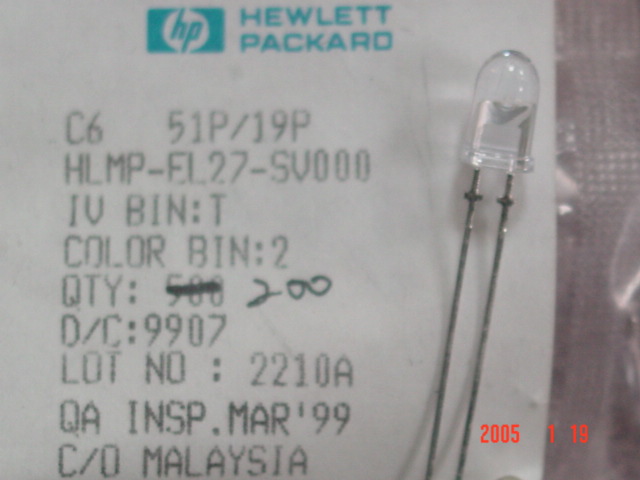 hp HEWLETT
PACKARD
C6 51P/19P
HLMP-EL27-SV000
IV BIN:T
COLOR BIN:2
QTY: 500 200
D/C:9907
LOT NO : 2210A
QA INSP.MAR'99
C/O MALAYSIA
2005 1 19